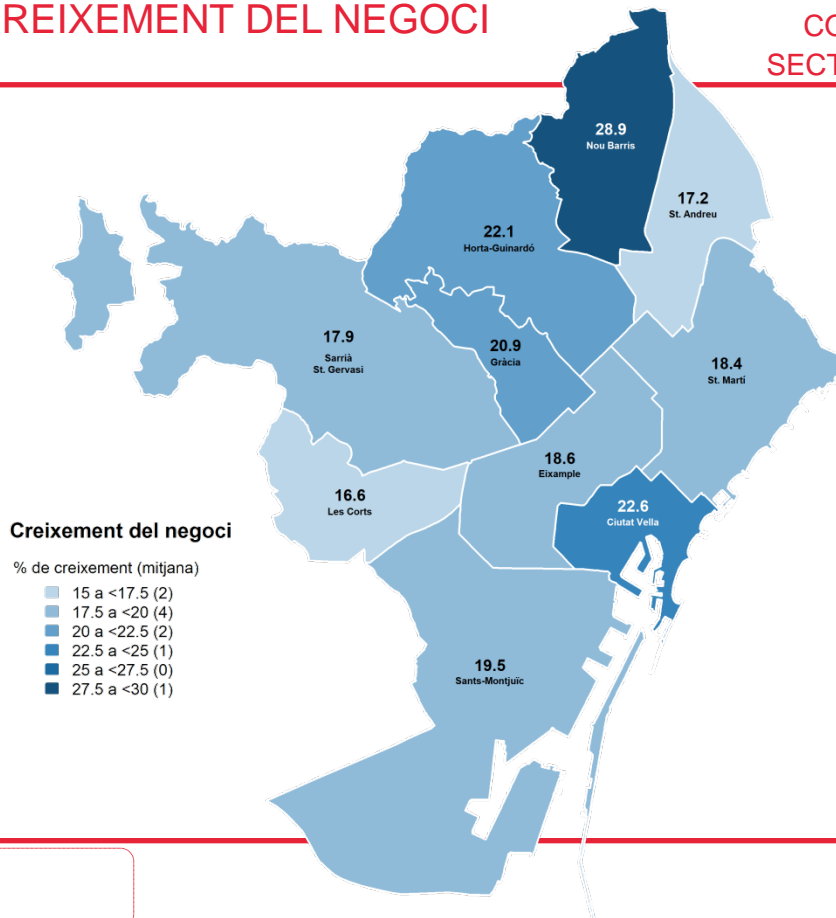 REIXEMENT DEL NEGOCI
CO
SECT
28.9
Nou Barris
17.2
St. Andreu
22.1
Horta-Guinardó
17.9
Sarrià
St. Gervasi
20.9
Gràcia
18.4
St. Martí
18.6
Eixample
16.6
Les Corts
22.6
Ciutat Vella
19.5
Sants-Montjuïc
Creixement del negoci
% de creixement (mitjana)
15 a <17.5 (2)
17.5 a <20 (4)
20 a <22.5 (2)
22.5 a <25 (1)
25 a <27.5 (0)
27.5 a <30 (1)